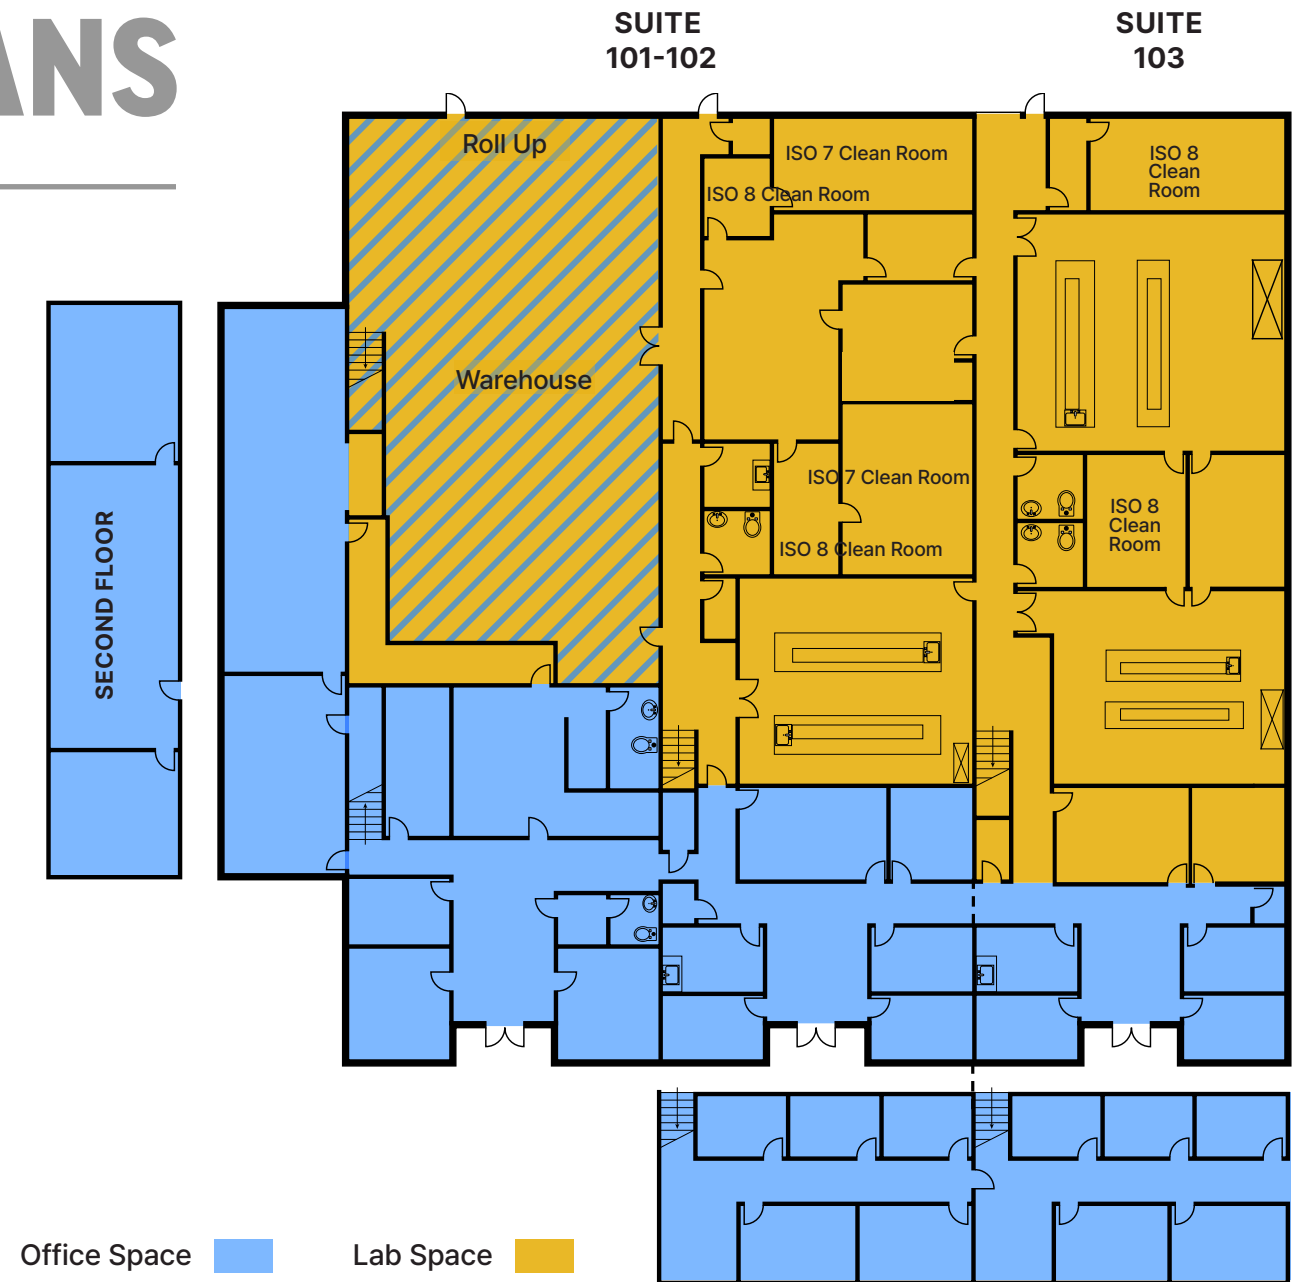 ANS
SUITE
101-102
SUITE
103
Roll Up
ISO 7 Clean Room
ISO 8 Clean Room
ISO 8
Clean
Room
Warehouse
ISO 7 Clean Room
ISO 8 Clean Room
ISO 8
Clean
Room
SECOND FLOOR
Office Space
Lab Space